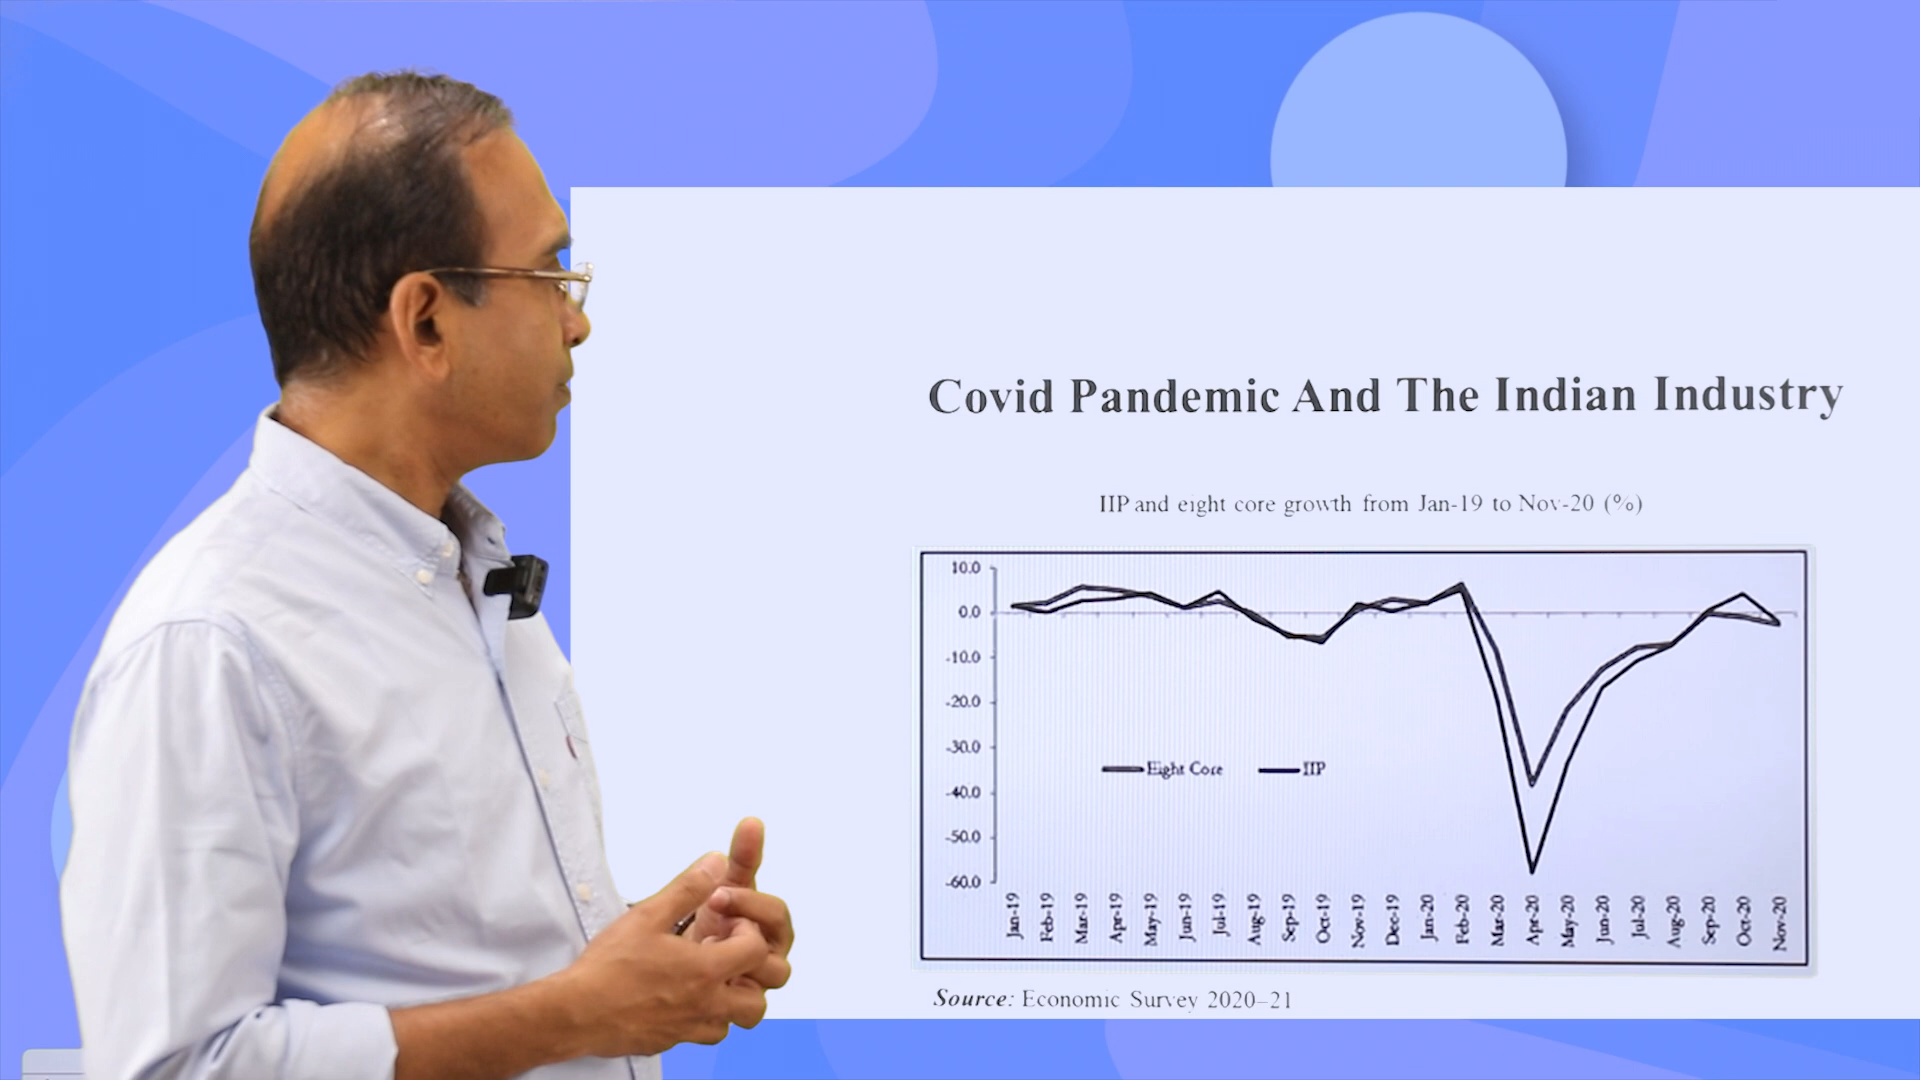 Covid Pandemic And The Indian Industry
IIP and eight core growth from Jan-19 to Nov-20 (%)
10.0
0.0
-10.0
-20.0
-30.0
-40.0
-50.0
-60.0
Eight Core IIP
Jan-19 Feb-19 Mar-19 Apr-19 May-19 Jun-19 Jul-19 Aug-19 Sep-19 Oct-19 Nov-19 Dec-19 Jan-20 Feb-20 Mar-20 Apr-20 May-20 Jun-20 Jul-20 Aug-20 Sep-20 Oct-20 Nov-20
Source: Economic Survey 2020–21